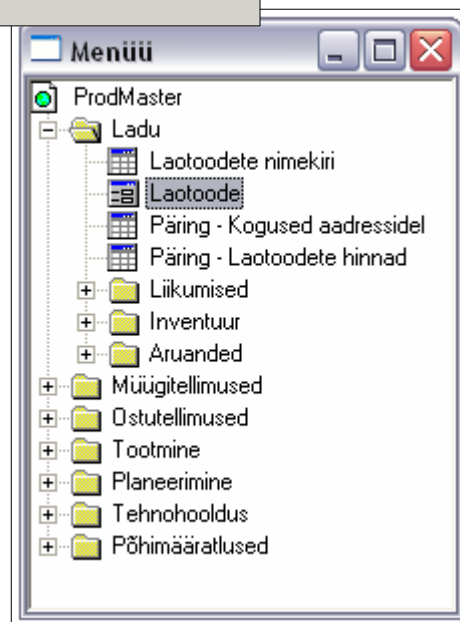 Menüü
ProdMaster
Ladu
Laotoodete nimekiri
Laotoode
Päring - Kogused aadressidel
Päring - Laotoodete hinnad
Liikumised
Inventuur
Aruanded
Müügitellimused
Ostutellimused
Tootmine
Planeerimine
Tehnohooldus
Põhimääratlused